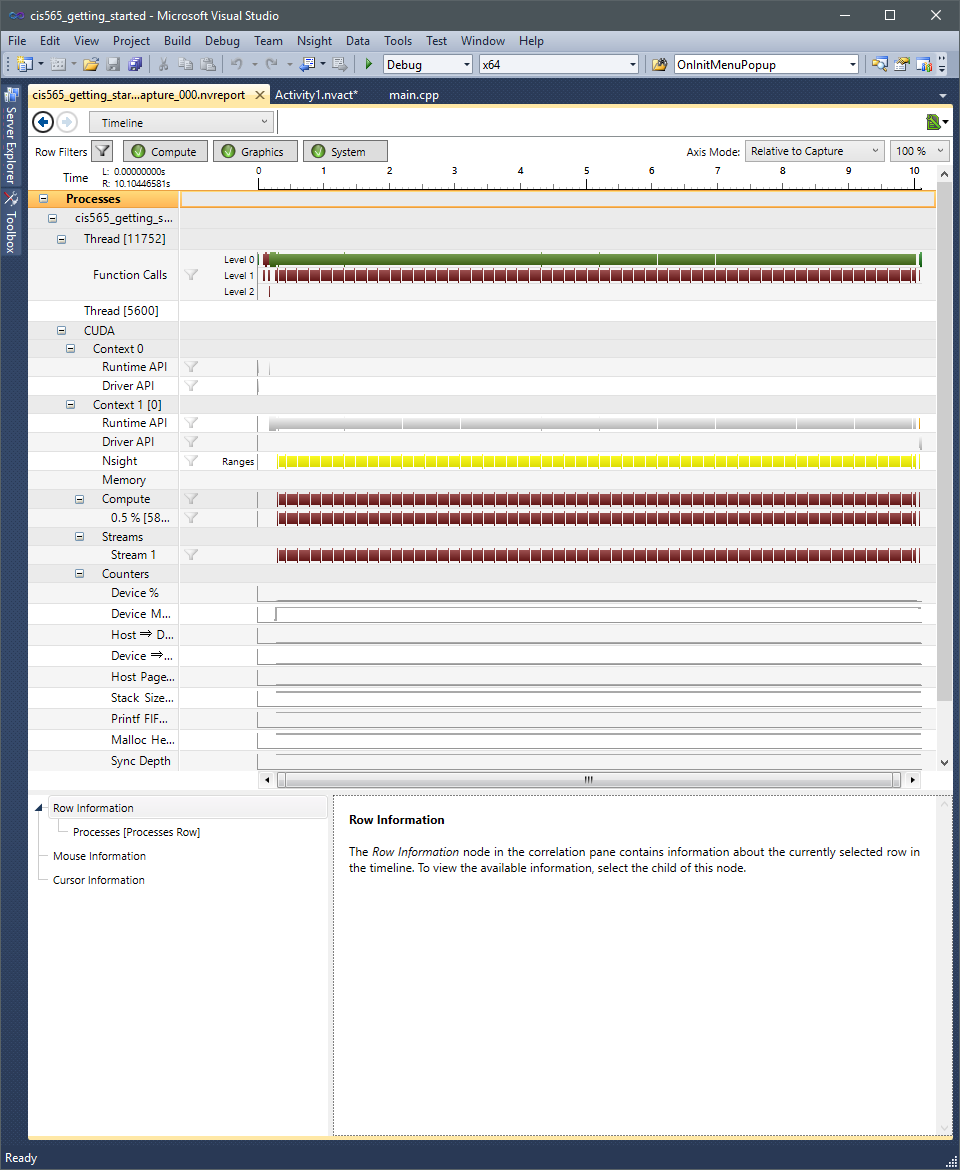 cis565_getting_started - Microsoft Visual Studio
File Edit View Project Build Debug Team Nsight Data Tools Test Window Help
Debug x64 OnInitMenuPopup
Server Explorer
Toolbox
cis565_getting_star...apture_000.nvreport Activity1.nvact* main.cpp
Timeline
Row Filters Compute Graphics System Axis Mode: Relative to Capture 100 %
Time L: 0.00000000s
R: 10.10446581s
0 1 2 3 4 5 6 7 8 9 10
Processes
cis565_getting_s...
Thread [11752]
Level 0
Function Calls Level 1
Level 2
Thread [5600]
CUDA
Context 0
Runtime API
Driver API
Context 1 [0]
Runtime API
Driver API
Nsight Ranges
Memory
Compute
0.5 % [58...
Streams
Stream 1
Counters
Device %
Device M...
Host ⇒ D...
Device ⇒...
Host Page...
Stack Size...
Printf FIF...
Malloc He...
Sync Depth
Row Information
Processes [Processes Row]
Mouse Information
Cursor Information
Row Information
The Row Information node in the correlation pane contains information about the currently selected row in
the timeline. To view the available information, select the child of this node.
Ready